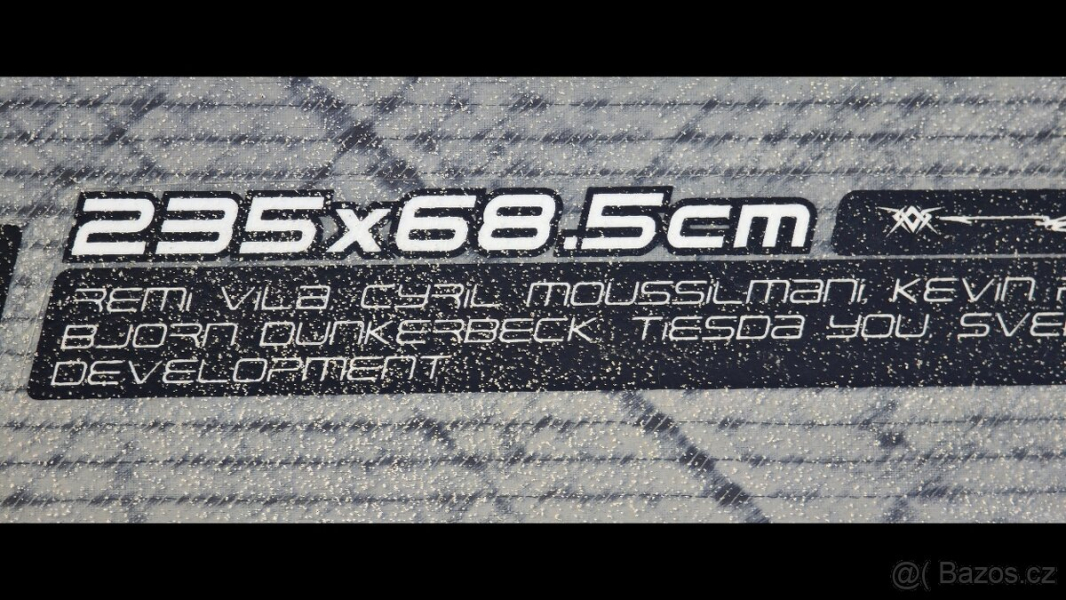 235x68.5cm
REMI VILA CYRIL MOUSSILMANI, KEVIN
BJORN DUNKERBECK TIESDA YOU SVE
DEVELOPMENT
@( Bazos.cz